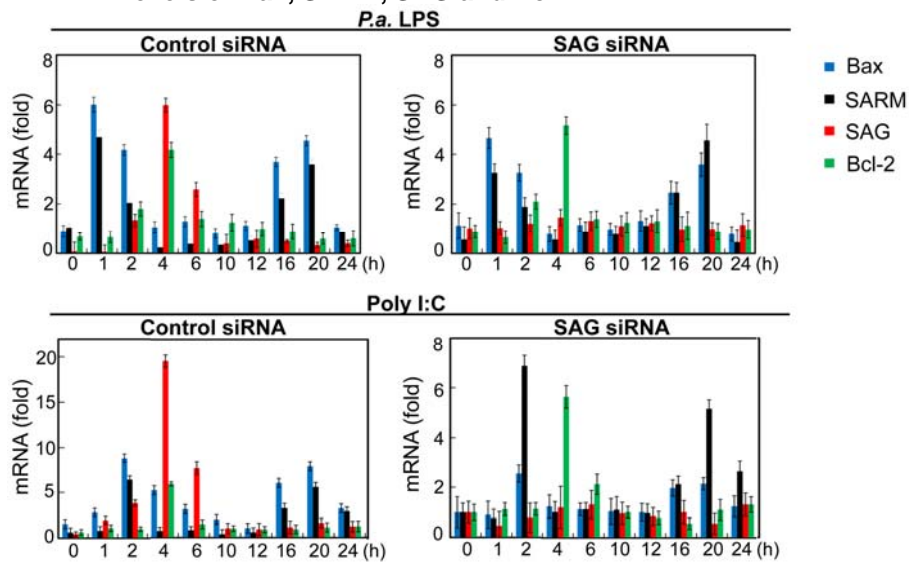 P.a. LPS
Control siRNA
SAG siRNA
mRNA (fold)
8
6
4
2
0
0 1 2 4 6 10 12 16 20 24 (h)
mRNA (fold)
8
6
4
2
0
0 1 2 4 6 10 12 16 20 24 (h)
Bax
SARM
SAG
Bcl-2
Poly I:C
Control siRNA
SAG siRNA
mRNA (fold)
20
15
10
5
0
0 1 2 4 6 10 12 16 20 24 (h)
mRNA (fold)
8
6
4
2
0
0 1 2 4 6 10 12 16 20 24 (h)